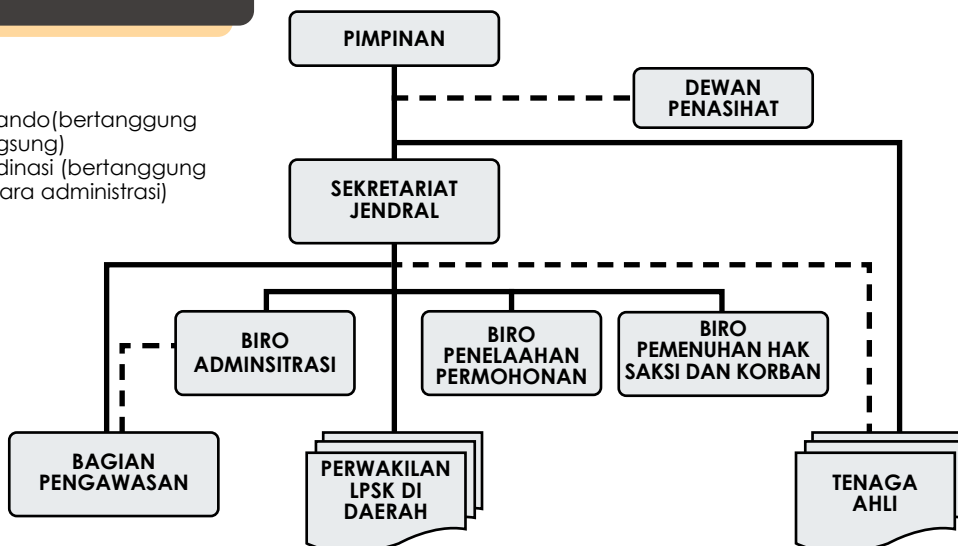 PIMPINAN
DEWAN
PENASIHAT
ando(bertanggung
gsung)
dinasi (bertanggung
ara administrasi)
SEKRETARIAT
JENDRAL
BIRO
ADMINSITRASI
BIRO
PENELAAHAN
PERMOHONAN
BIRO
PEMENUHAN HAK
SAKSI DAN KORBAN
BAGIAN
PENGAWASAN
PERWAKILAN
LPSK DI
DAERAH
TENAGA
AHLI